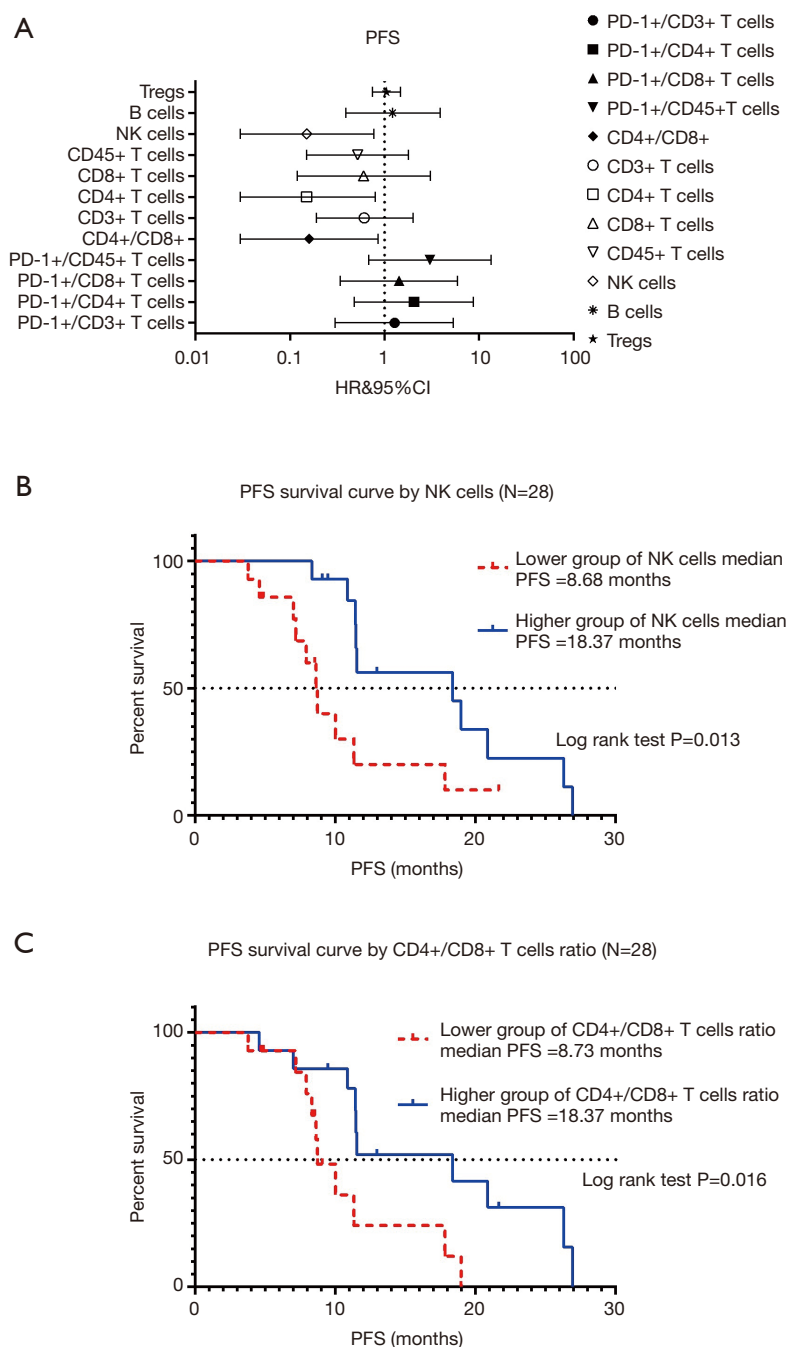 A
PFS
Tregs
B cells
NK cells
CD45+ T cells
CD8+ T cells
CD4+ T cells
CD3+ T cells
CD4+/CD8+
PD-1+/CD45+ T cells
PD-1+/CD8+ T cells
PD-1+/CD4+ T cells
PD-1+/CD3+ T cells
0.01 0.1 1 10 100
HR&95%CI
PD-1+/CD3+ T cells
PD-1+/CD4+ T cells
PD-1+/CD8+ T cells
PD-1+/CD45+T cells
CD4+/CD8+
CD3+ T cells
CD4+ T cells
CD8+ T cells
CD45+ T cells
NK cells
B cells
Tregs
B
PFS survival curve by NK cells (N=28)
Percent survival
100
50
0
0 10 20 30
PFS (months)
Lower group of NK cells median
PFS =8.68 months
Higher group of NK cells median
PFS =18.37 months
Log rank test P=0.013
C
PFS survival curve by CD4+/CD8+ T cells ratio (N=28)
Percent survival
100
50
0
0 10 20 30
PFS (months)
Lower group of CD4+/CD8+ T cells ratio
median PFS =8.73 months
Higher group of CD4+/CD8+ T cells ratio
median PFS =18.37 months
Log rank test P=0.016